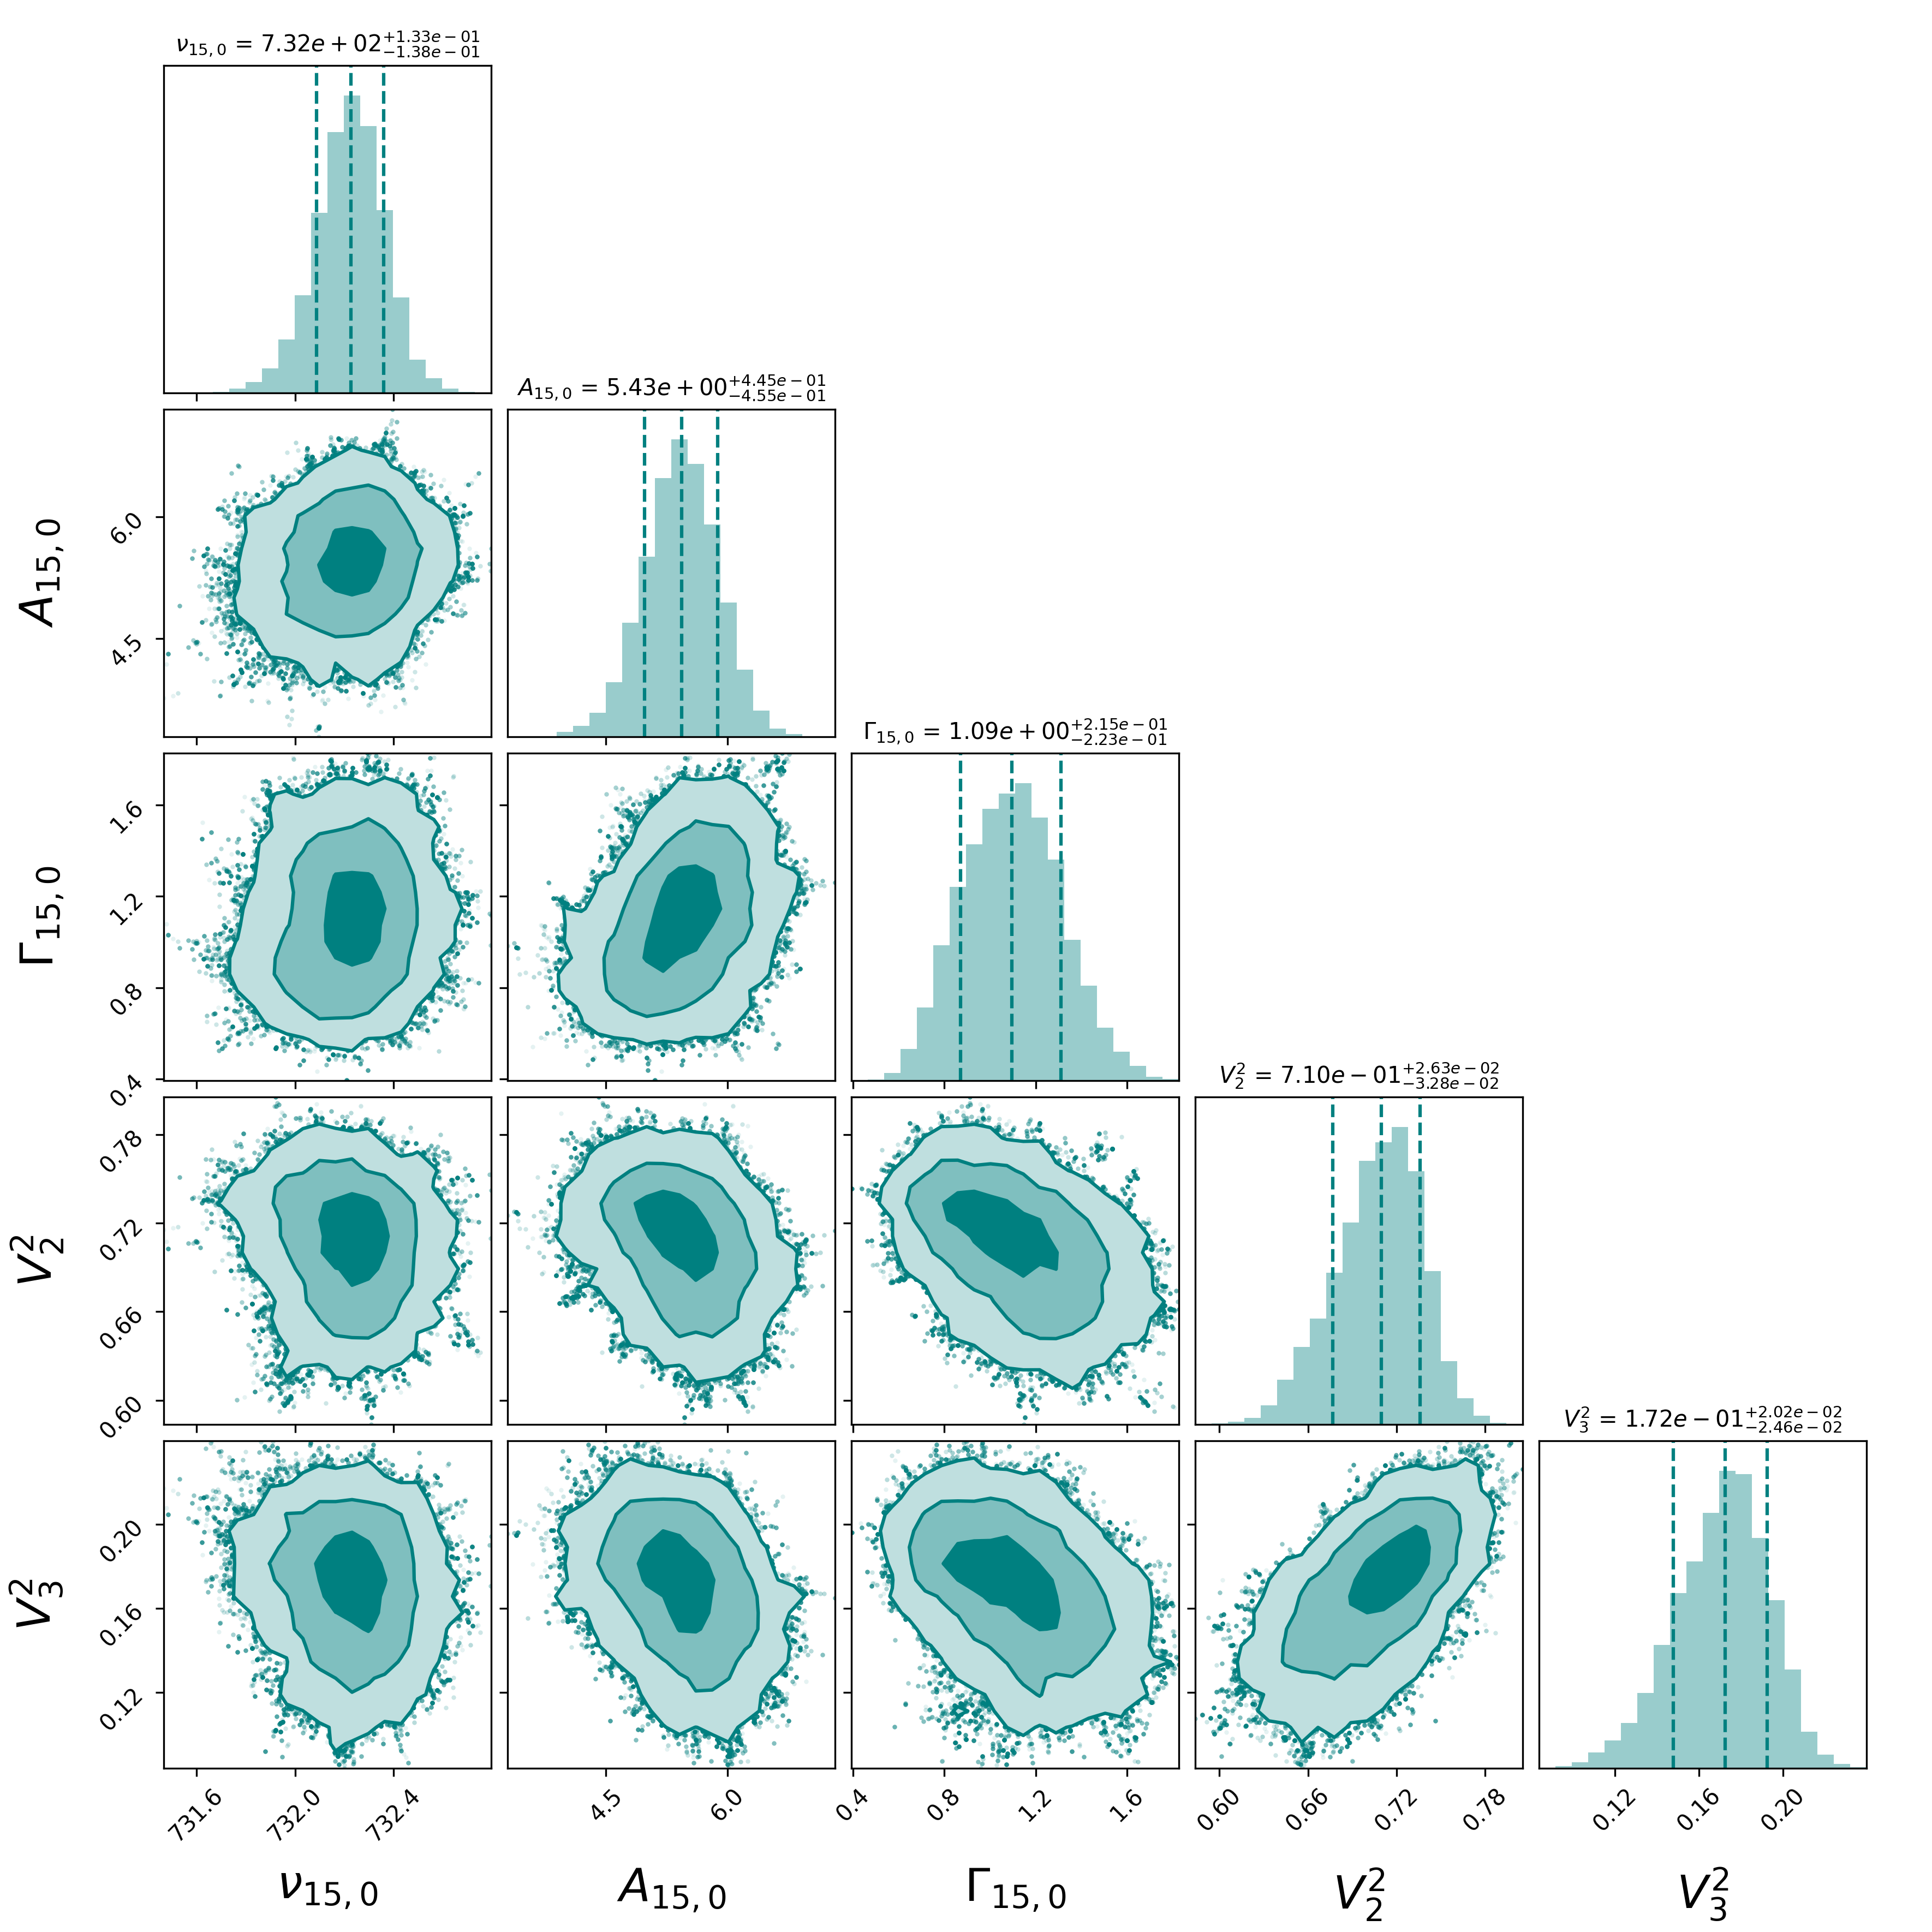 ν15, 0 = 7.32e + 02 +1.33e − 01 −1.38e − 01
A15, 0 = 5.43e + 00 +4.45e − 01 −4.55e − 01
A15, 0
6.0
4.5
Γ15, 0 = 1.09e + 00 +2.15e − 01 −2.23e − 01
Γ15, 0
1.6
1.2
0.8
0.4
V₂² = 7.10e − 01 +2.63e − 02 −3.28e − 02
V₂²
0.78
0.72
0.66
0.60
V₃² = 1.72e − 01 +2.02e − 02 −2.46e − 02
V₃²
0.20
0.16
0.12
731.6 732.0 732.4 4.5 6.0 0.4 0.8 1.2 1.6 0.60 0.66 0.72 0.78 0.12 0.16 0.20
ν15, 0 A15, 0 Γ15, 0 V₂² V₃²